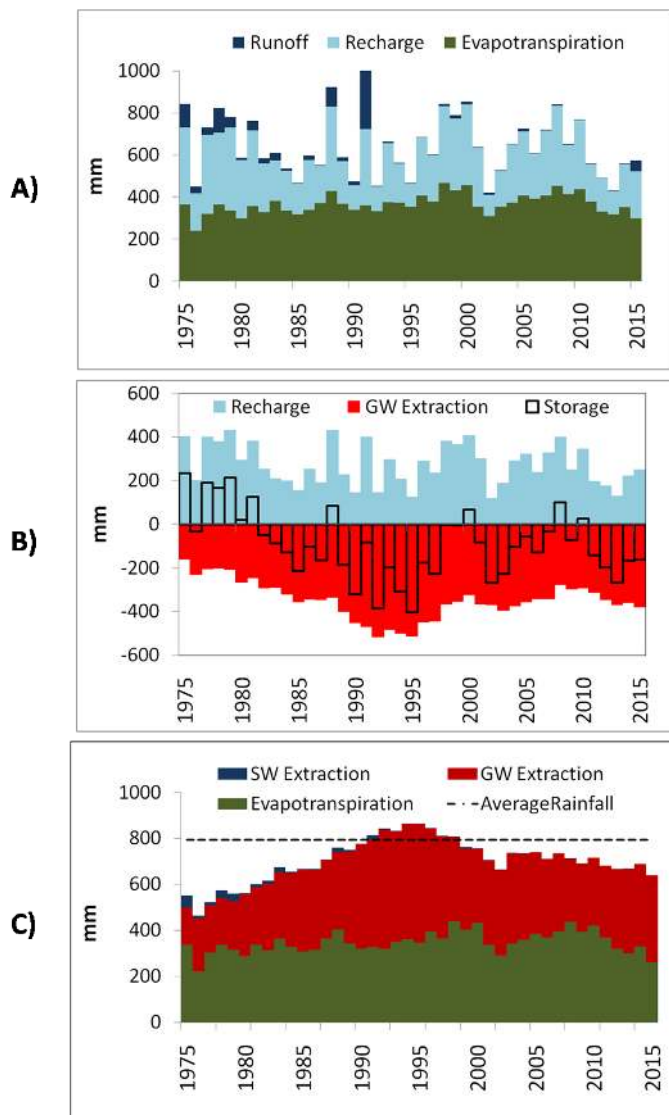 A)
Runoff Recharge Evapotranspiration
1000
800
600
400
200
0
mm
1975 1980 1985 1990 1995 2000 2005 2010 2015
B)
Recharge GW Extraction Storage
600
400
200
0
-200
-400
-600
mm
1975 1980 1985 1990 1995 2000 2005 2010 2015
C)
SW Extraction GW Extraction
Evapotranspiration AverageRainfall
1000
800
600
400
200
0
mm
1975 1980 1985 1990 1995 2000 2005 2010 2015